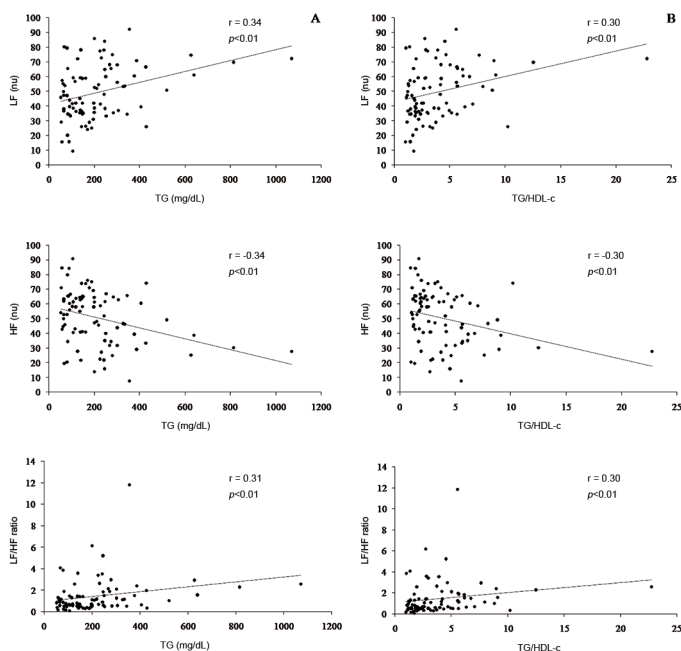 A
r = 0.34
p<0.01
LF (nu)
100
90
80
70
60
50
40
30
20
10
0
0 200 400 600 800 1000 1200
TG (mg/dL)
B
r = 0.30
p<0.01
LF (nu)
100
90
80
70
60
50
40
30
20
10
0
0 5 10 15 20 25
TG/HDL-c
r = -0.34
p<0.01
HF (nu)
100
90
80
70
60
50
40
30
20
10
0
0 200 400 600 800 1000 1200
TG (mg/dL)
r = -0.30
p<0.01
HF (nu)
100
90
80
70
60
50
40
30
20
10
0
0 5 10 15 20 25
TG/HDL-c
r = 0.31
p<0.01
LF/HF ratio
14
12
10
8
6
4
2
0
0 200 400 600 800 1000 1200
TG (mg/dL)
r = 0.30
p<0.01
LF/HF ratio
14
12
10
8
6
4
2
0
0 5 10 15 20 25
TG/HDL-c